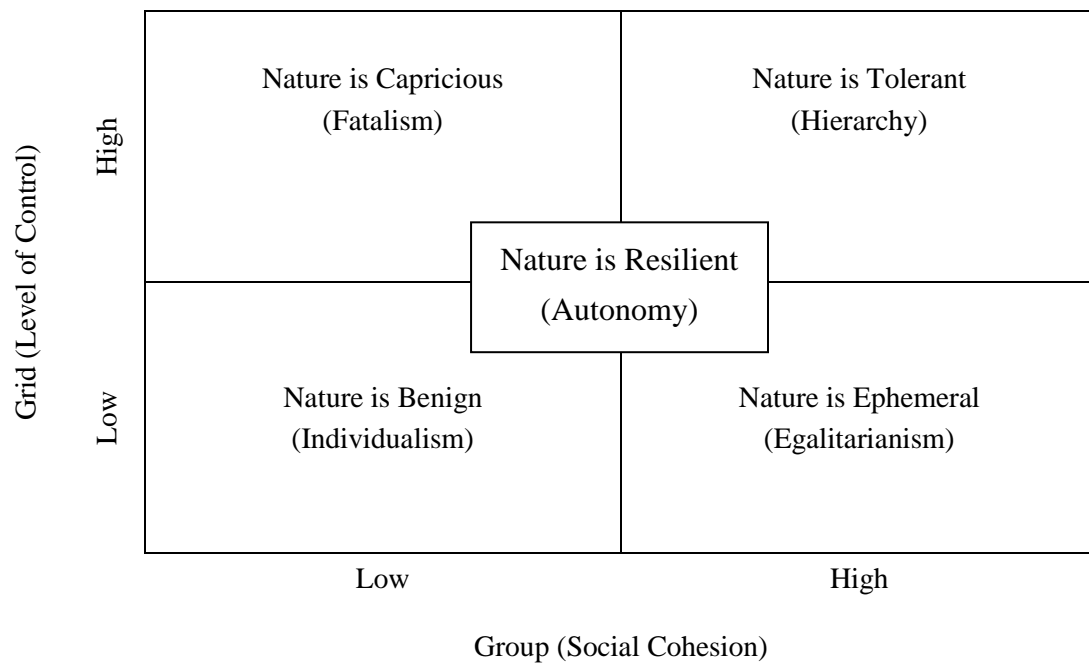 Nature is Capricious
(Fatalism)
Nature is Tolerant
(Hierarchy)
Nature is Resilient
(Autonomy)
Nature is Benign
(Individualism)
Nature is Ephemeral
(Egalitarianism)
Grid (Level of Control)
High
Low
Low
High
Group (Social Cohesion)